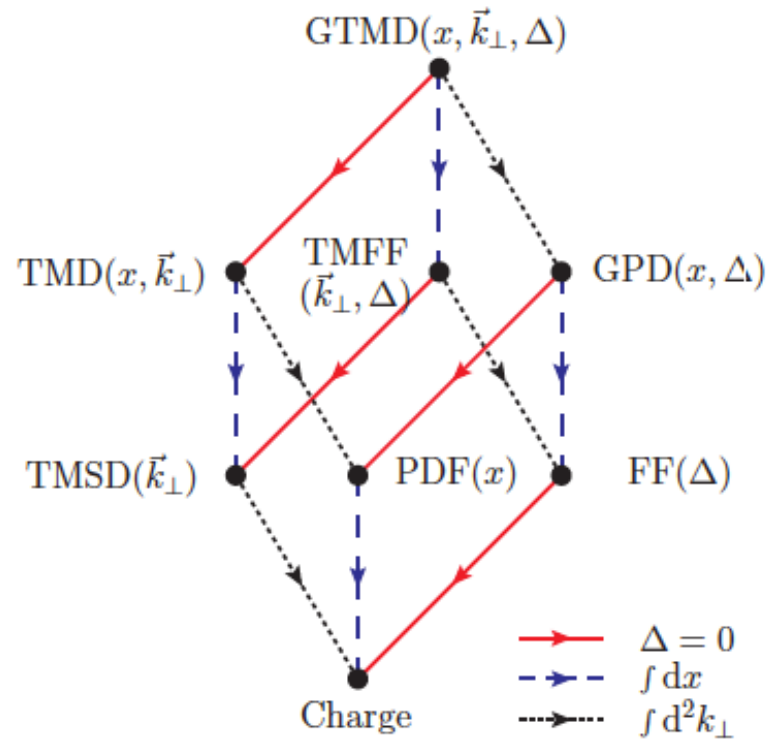 GTMD(x, k⃗⊥, Δ)
TMD(x, k⃗⊥)
TMFF
(k⃗⊥, Δ)
GPD(x, Δ)
TMSD(k⃗⊥)
PDF(x)
FF(Δ)
Charge
Δ = 0
∫ dx
∫ d²k⊥